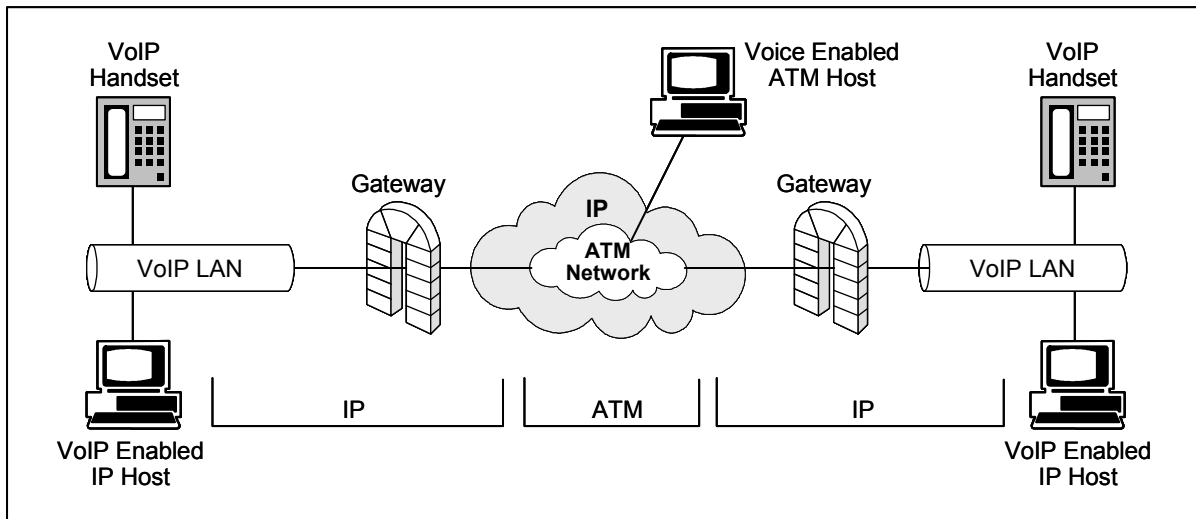 VoIP
Handset
Voice Enabled
ATM Host
VoIP
Handset
Gateway
Gateway
IP
ATM
Network
VoIP LAN
VoIP LAN
IP
ATM
IP
VoIP Enabled
IP Host
VoIP Enabled
IP Host